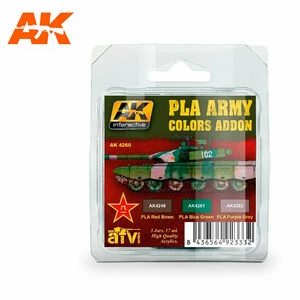 AK
AK
interactive
PLA ARMY
COLORS ADDON
AK 4260
102
AK4248
AK4261
AK4262
PLA Red Bown
PLA Blue Green
PLA Purple Grey
afv
3 Jars, 17 ml
High Quality
Acrylics.
8 436564 923332